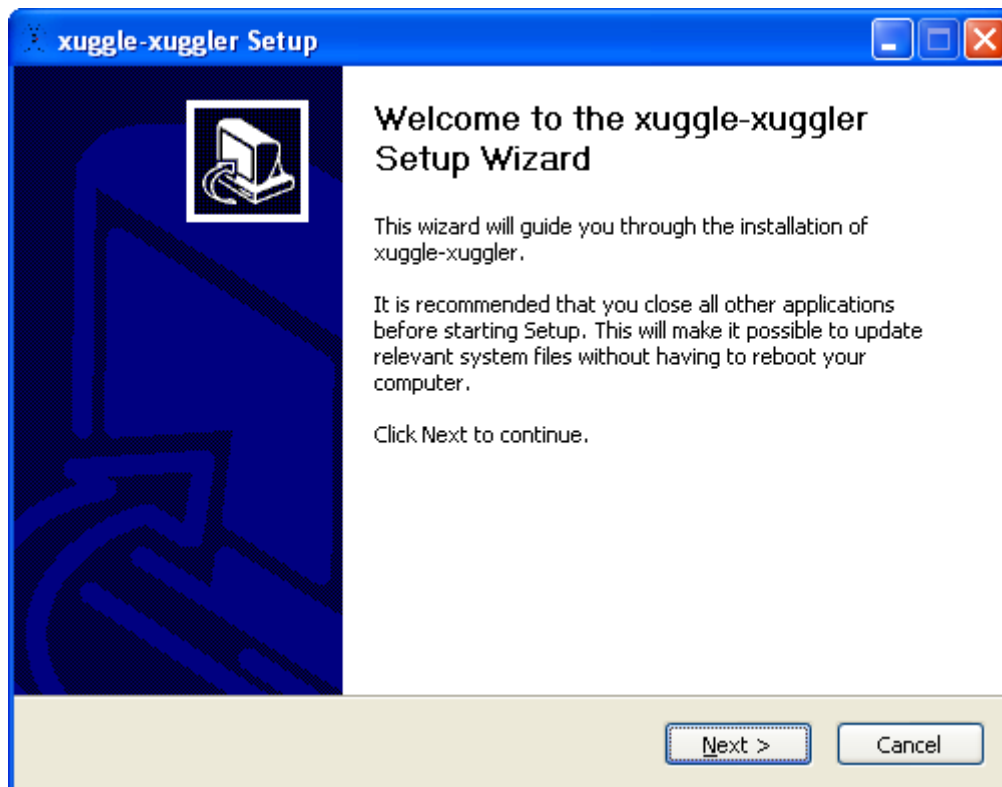 xuggle-xuggler Setup
Welcome to the xuggle-xuggler
Setup Wizard
This wizard will guide you through the installation of
xuggle-xuggler.
It is recommended that you close all other applications
before starting Setup. This will make it possible to update
relevant system files without having to reboot your
computer.
Click Next to continue.
Next >
Cancel